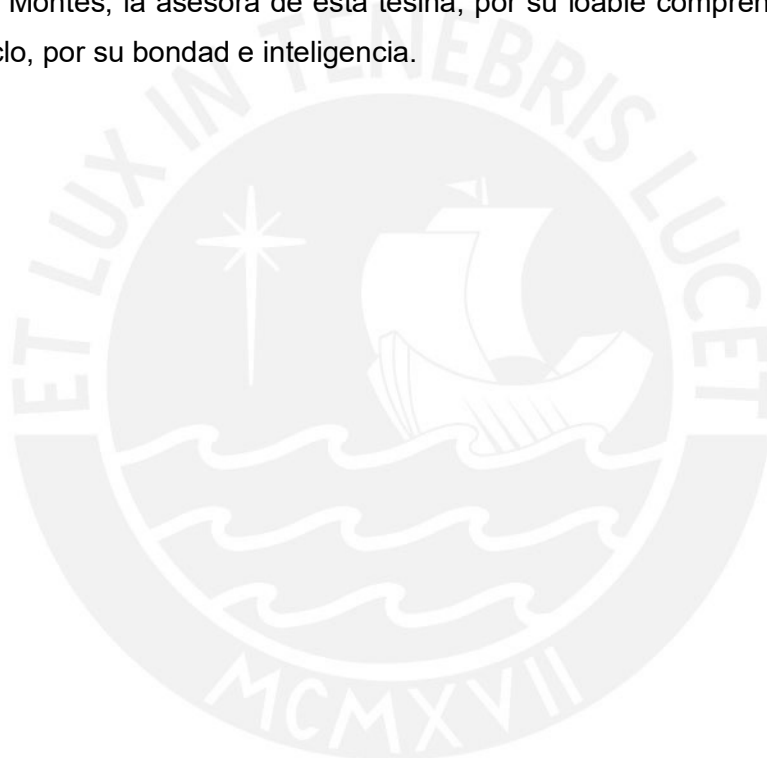 Montes, la asesora de esta tesina, por su loable compren
clo, por su bondad e inteligencia.
ET LUX IN TENEBRIS LUCET
MCMXVII